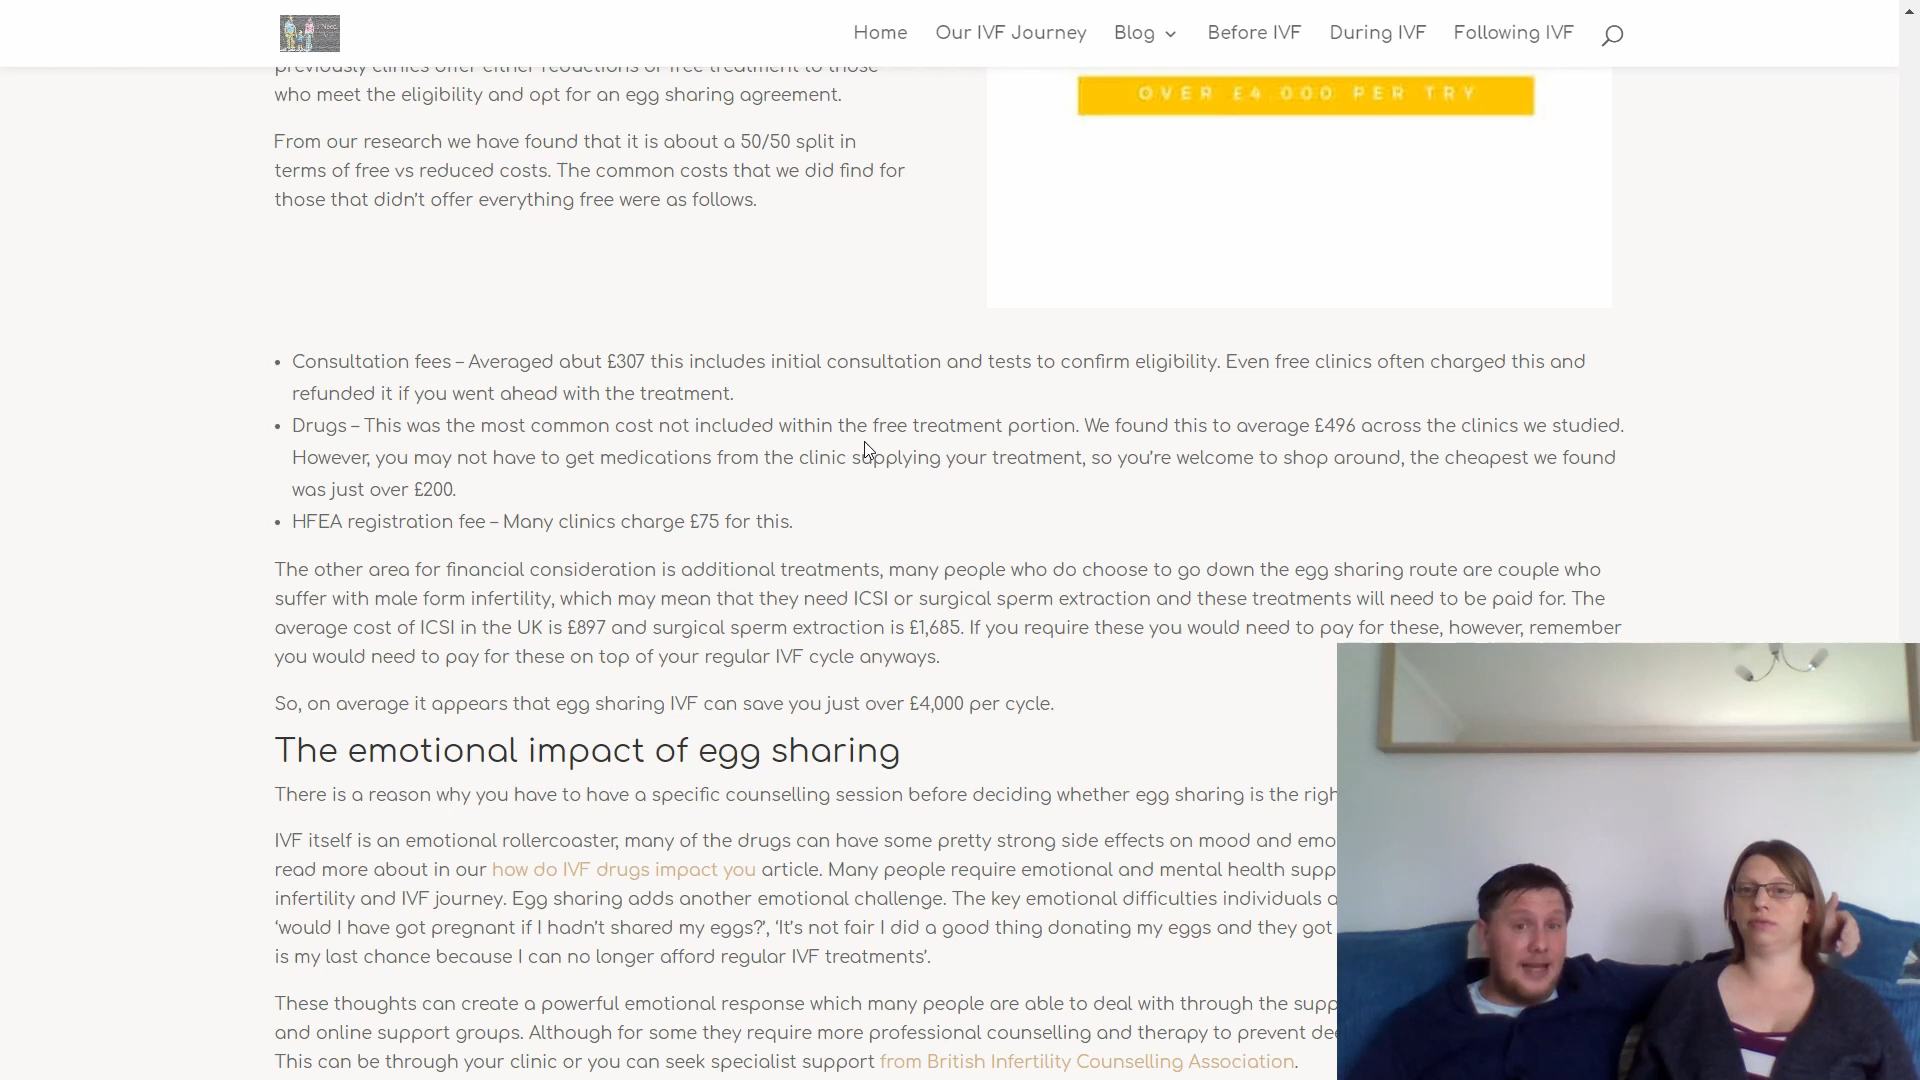 Home Our IVF Journey Blog Before IVF During IVF Following IVF
previously clinics offer either reductions or free treatment to those
who meet the eligibility and opt for an egg sharing agreement.
OVER £4,000 PER TRY
From our research we have found that it is about a 50/50 split in
terms of free vs reduced costs. The common costs that we did find for
those that didn't offer everything free were as follows.
• Consultation fees – Averaged abut £307 this includes initial consultation and tests to confirm eligibility. Even free clinics often charged this and
refunded it if you went ahead with the treatment.
• Drugs – This was the most common cost not included within the free treatment portion. We found this to average £496 across the clinics we studied.
However, you may not have to get medications from the clinic supplying your treatment, so you're welcome to shop around, the cheapest we found
was just over £200.
• HFEA registration fee – Many clinics charge £75 for this.
The other area for financial consideration is additional treatments, many people who do choose to go down the egg sharing route are couple who
suffer with male form infertility, which may mean that they need ICSI or surgical sperm extraction and these treatments will need to be paid for. The
average cost of ICSI in the UK is £897 and surgical sperm extraction is £1,685. If you require these you would need to pay for these, however, remember
you would need to pay for these on top of your regular IVF cycle anyways.
So, on average it appears that egg sharing IVF can save you just over £4,000 per cycle.
The emotional impact of egg sharing
There is a reason why you have to have a specific counselling session before deciding whether egg sharing is the righ
IVF itself is an emotional rollercoaster, many of the drugs can have some pretty strong side effects on mood and emo
read more about in our how do IVF drugs impact you article. Many people require emotional and mental health supp
infertility and IVF journey. Egg sharing adds another emotional challenge. The key emotional difficulties individuals
'would I have got pregnant if I hadn't shared my eggs?', 'It's not fair I did a good thing donating my eggs and they got
is my last chance because I can no longer afford regular IVF treatments'.
These thoughts can create a powerful emotional response which many people are able to deal with through the supp
and online support groups. Although for some they require more professional counselling and therapy to prevent de
This can be through your clinic or you can seek specialist support from British Infertility Counselling Association.